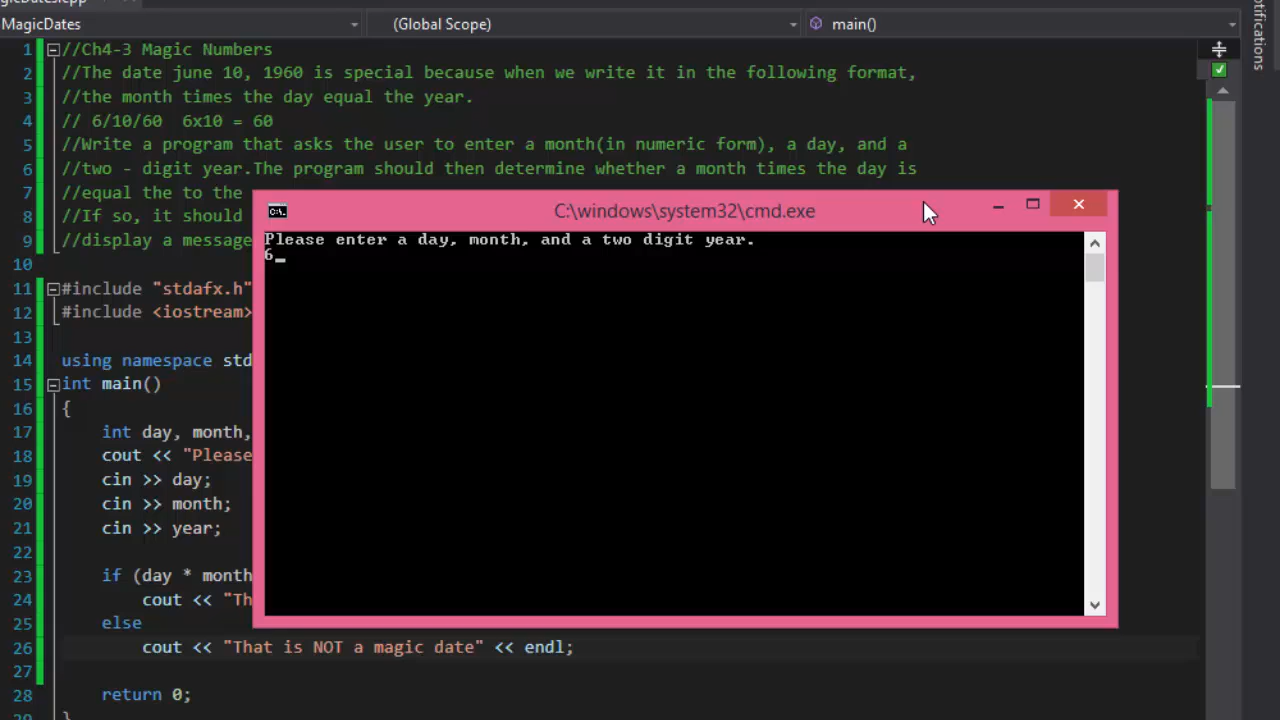 MagicDates (Global Scope) main()
1 //Ch4-3 Magic Numbers
2 //The date june 10, 1960 is special because when we write it in the following format,
3 //the month times the day equal the year.
4 // 6/10/60  6x10 = 60
5 //Write a program that asks the user to enter a month(in numeric form), a day, and a
6 //two - digit year.The program should then determine whether a month times the day is
7 //equal the to the
8 //If so, it should
9 //display a message
10
11 #include "stdafx.h"
12 #include <iostream>
13
14 using namespace std
15 int main()
16 {
17 int day, month,
18 cout << "Please
19 cin >> day;
20 cin >> month;
21 cin >> year;
22
23 if (day * month
24 cout << "Th
25 else
26 cout << "That is NOT a magic date" << endl;
27
28 return 0;
C:\windows\system32\cmd.exe
Please enter a day, month, and a two digit year.
6_